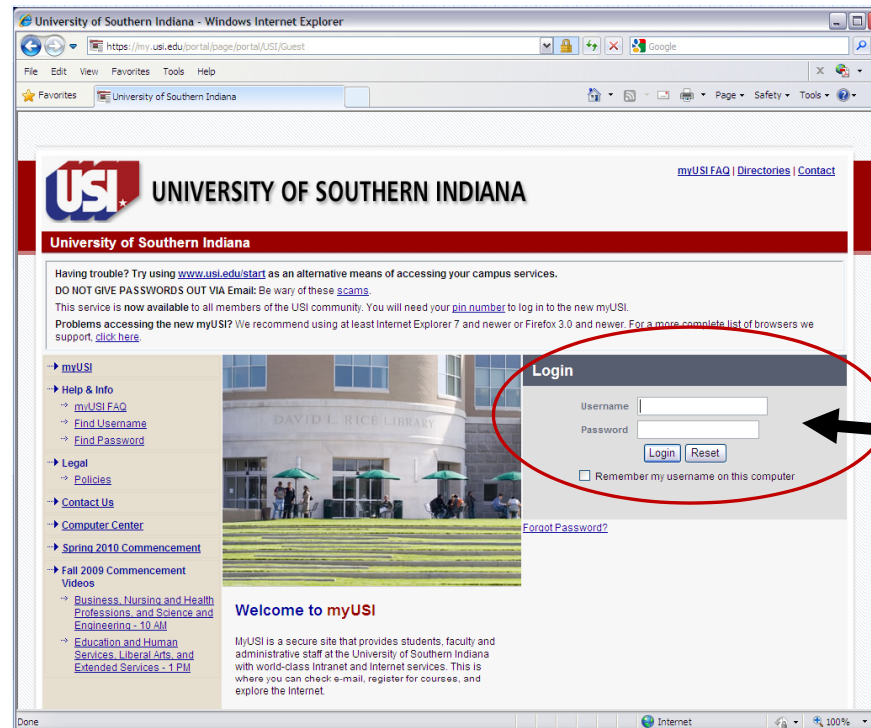 University of Southern Indiana - Windows Internet Explorer
https://my.usi.edu/portal/page/portal/USI/Guest
Google
File Edit View Favorites Tools Help
X
Favorites
University of Southern Indiana
Page Safety Tools
USI
UNIVERSITY OF SOUTHERN INDIANA
myUSI FAQ | Directories | Contact
University of Southern Indiana
Having trouble? Try using www.usi.edu/start as an alternative means of accessing your campus services.
DO NOT GIVE PASSWORDS OUT VIA Email: Be wary of these scams.
This service is now available to all members of the USI community. You will need your pin number to log in to the new myUSI.
Problems accessing the new myUSI? We recommend using at least Internet Explorer 7 and newer or Firefox 3.0 and newer. For a more complete list of browsers we
support, click here.
myUSI
Help & Info
myUSI FAQ
Find Username
Find Password
Legal
Policies
Contact Us
Computer Center
Spring 2010 Commencement
Fall 2009 Commencement
Videos
Business, Nursing and Health
Professions, and Science and
Engineering - 10 AM
Education and Human
Services, Liberal Arts, and
Extended Services - 1 PM
DAVID L. RICE LIBRARY
Welcome to myUSI
MyUSI is a secure site that provides students, faculty and
administrative staff at the University of Southern Indiana
with world-class Intranet and Internet services. This is
where you can check e-mail, register for courses, and
explore the Internet.
Login
Username
Password
Login Reset
Remember my username on this computer
Forgot Password?
Done
Internet
100%